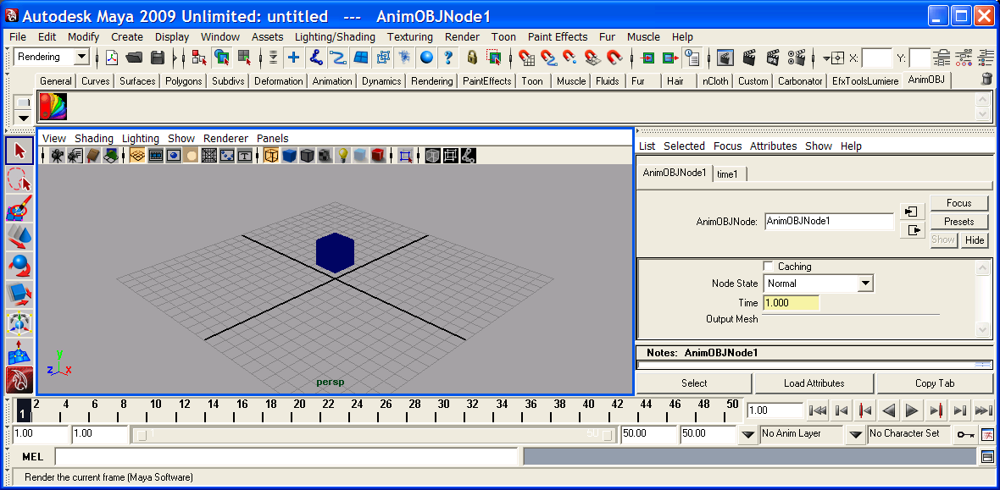 Autodesk Maya 2009 Unlimited: untitled --- AnimOBJNode1
File Edit Modify Create Display Window Assets Lighting/Shading Texturing Render Toon Paint Effects Fur Muscle Help
Rendering X: Y:
General Curves Surfaces Polygons Subdivs Deformation Animation Dynamics Rendering PaintEffects Toon Muscle Fluids Fur Hair nCloth Custom Carbonator EfxToolsLumiere AnimOBJ
View Shading Lighting Show Renderer Panels
persp
y
z x
List Selected Focus Attributes Show Help
AnimOBJNode1 time1
AnimOBJNode: AnimOBJNode1
Focus
Presets
Show Hide
Caching
Node State Normal
Time 1.000
Output Mesh
Notes: AnimOBJNode1
Select Load Attributes Copy Tab
1 2 4 6 8 10 12 14 16 18 20 22 24 26 28 30 32 34 36 38 40 42 44 46 48 50 1.00
1.00 1.00 1 50 50.00 50.00 No Anim Layer No Character Set
MEL
Render the current frame (Maya Software)